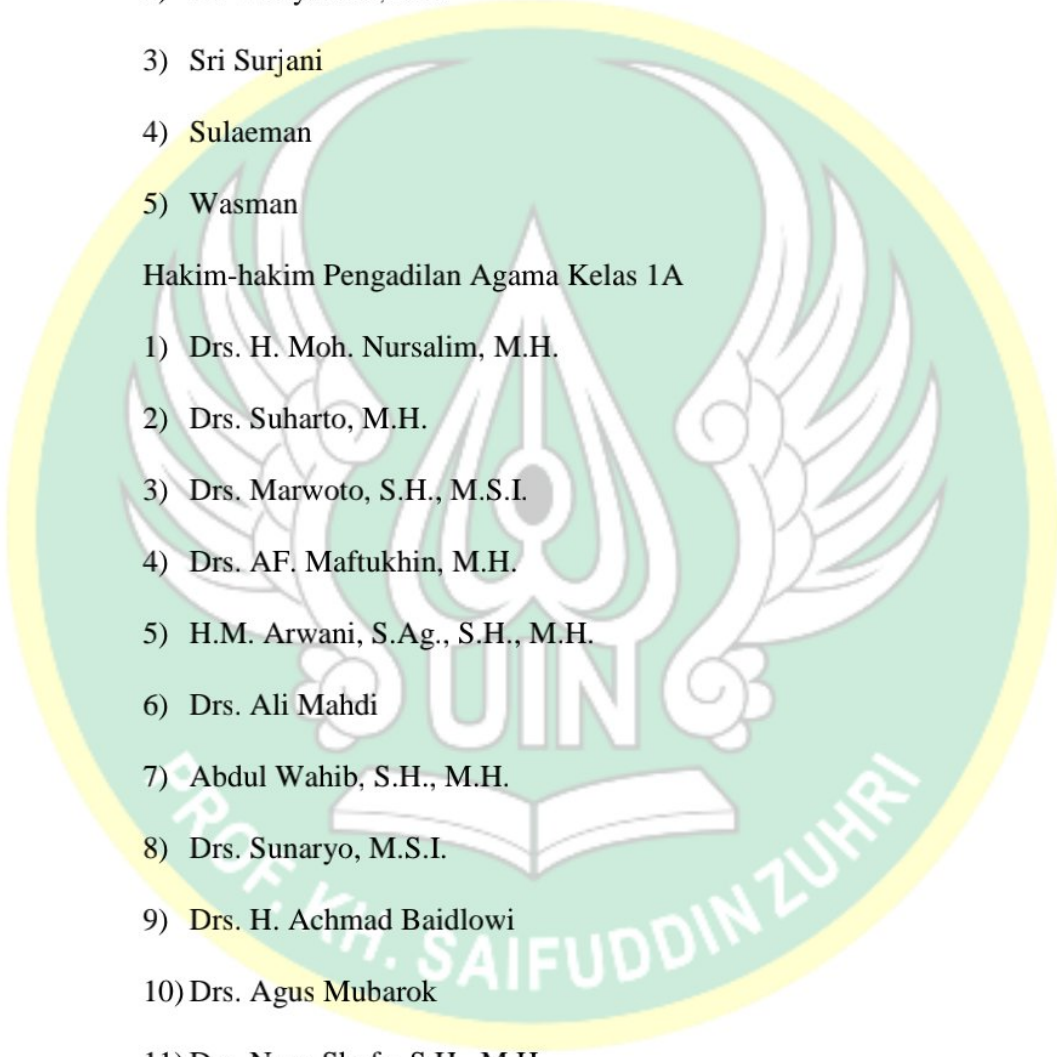 3) Sri Surjani
4) Sulaeman
5) Wasman
Hakim-hakim Pengadilan Agama Kelas 1A
1) Drs. H. Moh. Nursalim, M.H.
2) Drs. Suharto, M.H.
3) Drs. Marwoto, S.H., M.S.I.
4) Drs. AF. Maftukhin, M.H.
5) H.M. Arwani, S.Ag., S.H., M.H.
6) Drs. Ali Mahdi
UIN
7) Abdul Wahib, S.H., M.H.
8) Drs. Sunaryo, M.S.I.
9) Drs. H. Achmad Baidlowi
10) Drs. Agus Mubarok
PROF. KH. SAIFUDDIN ZUHRI